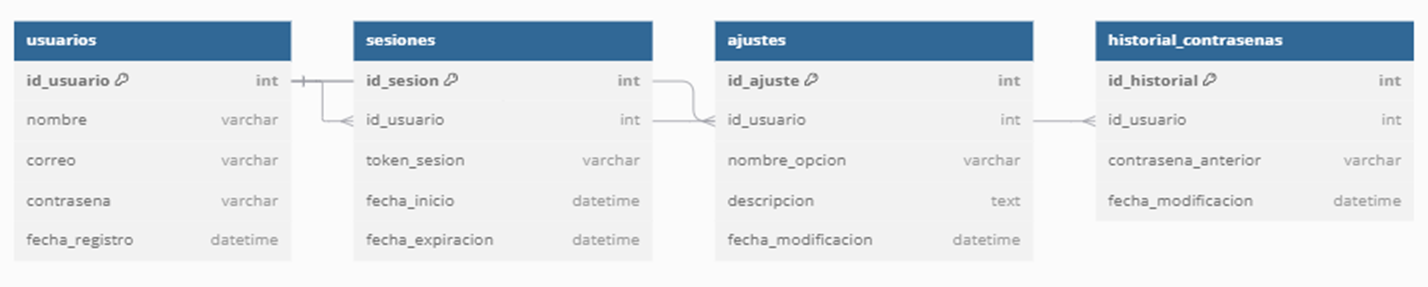 usuarios
id_usuario int
nombre varchar
correo varchar
contrasena varchar
fecha_registro datetime
sesiones
id_sesion int
id_usuario int
token_sesion varchar
fecha_inicio datetime
fecha_expiracion datetime
ajustes
id_ajuste int
id_usuario int
nombre_opcion varchar
descripcion text
fecha_modificacion datetime
historial_contrasenas
id_historial int
id_usuario int
contrasena_anterior varchar
fecha_modificacion datetime